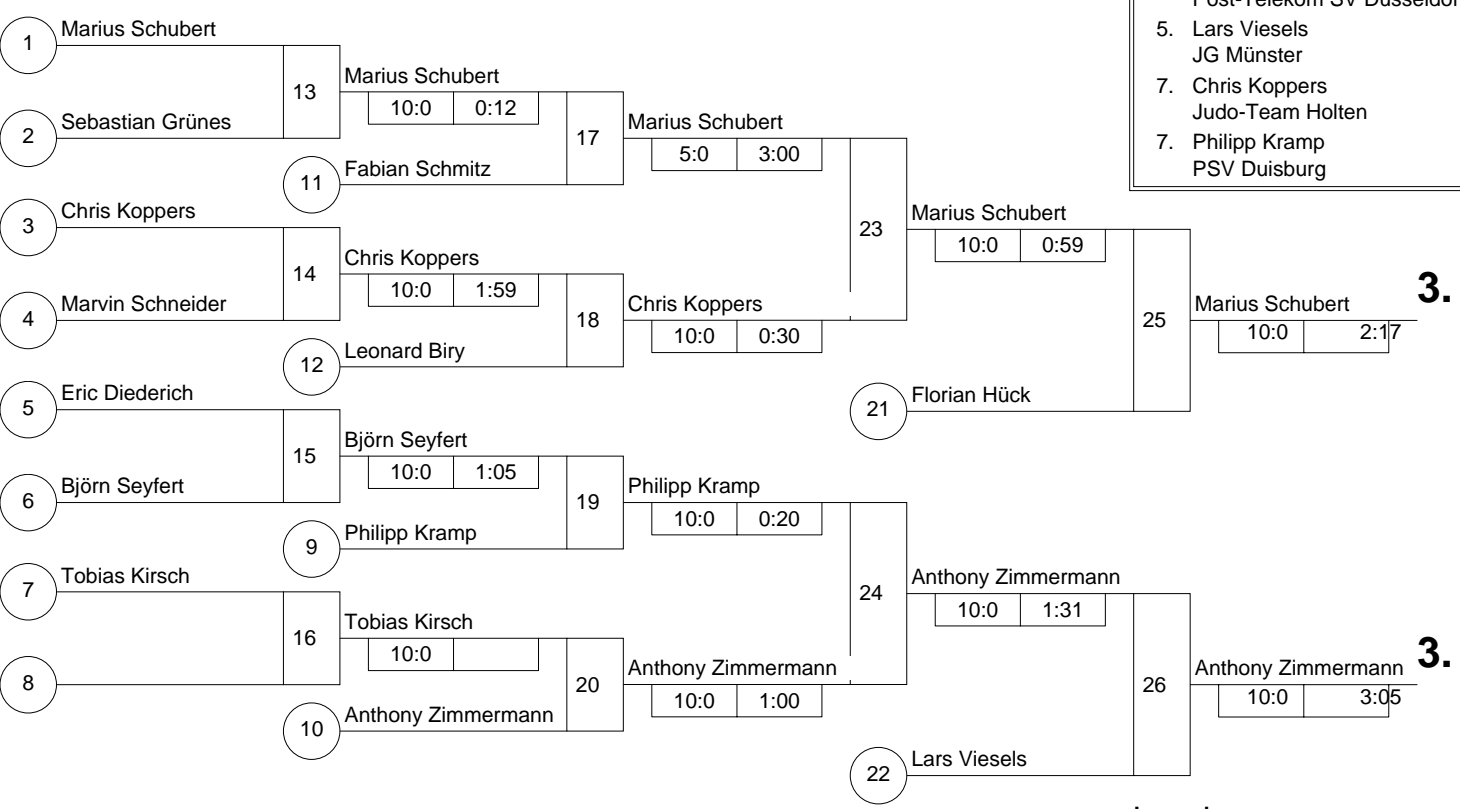 Post-Telekom SV Düsseldorf
5. Lars Viesels
JG Münster
7. Chris Koppers
Judo-Team Holten
7. Philipp Kramp
PSV Duisburg
1 Marius Schubert
2 Sebastian Grünes
3 Chris Koppers
4 Marvin Schneider
5 Eric Diederich
6 Björn Seyfert
7 Tobias Kirsch
8
13 Marius Schubert
10:0 0:12
11 Fabian Schmitz
14 Chris Koppers
10:0 1:59
12 Leonard Biry
15 Björn Seyfert
10:0 1:05
9 Philipp Kramp
16 Tobias Kirsch
10:0
10 Anthony Zimmermann
17 Marius Schubert
5:0 3:00
18 Chris Koppers
10:0 0:30
19 Philipp Kramp
10:0 0:20
20 Anthony Zimmermann
10:0 1:00
23 Marius Schubert
10:0 0:59
21 Florian Hück
24 Anthony Zimmermann
10:0 1:31
22 Lars Viesels
25 Marius Schubert 3.
10:0 2:17
26 Anthony Zimmermann 3.
10:0 3:05